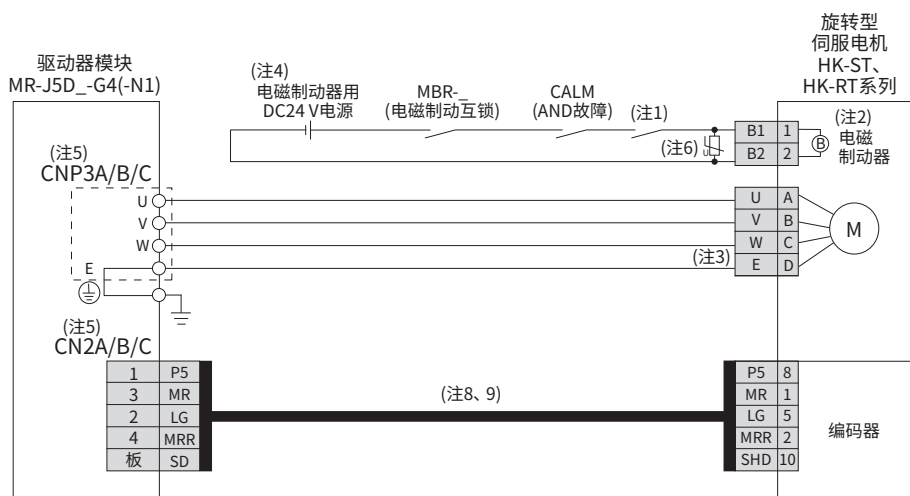 旋转型
伺服电机
HK-ST、
HK-RT系列
驱动器模块
MR-J5D_-G4(-N1)
(注4)
电磁制动器用
DC24 V电源
MBR-_
(电磁制动互锁)
CALM
(AND故障)
(注1)
(注2)
电磁
制动器
B1 1
B2 2
B
(注6)
U
(注5)
CNP3A/B/C
U
V
W
E
(注3)
U A
V B
W C
E D
M
(注5)
CN2A/B/C
1 P5
3 MR
2 LG
4 MRR
板 SD
(注8、9)
P5 8
MR 1
LG 5
MRR 2
SHD 10
编码器